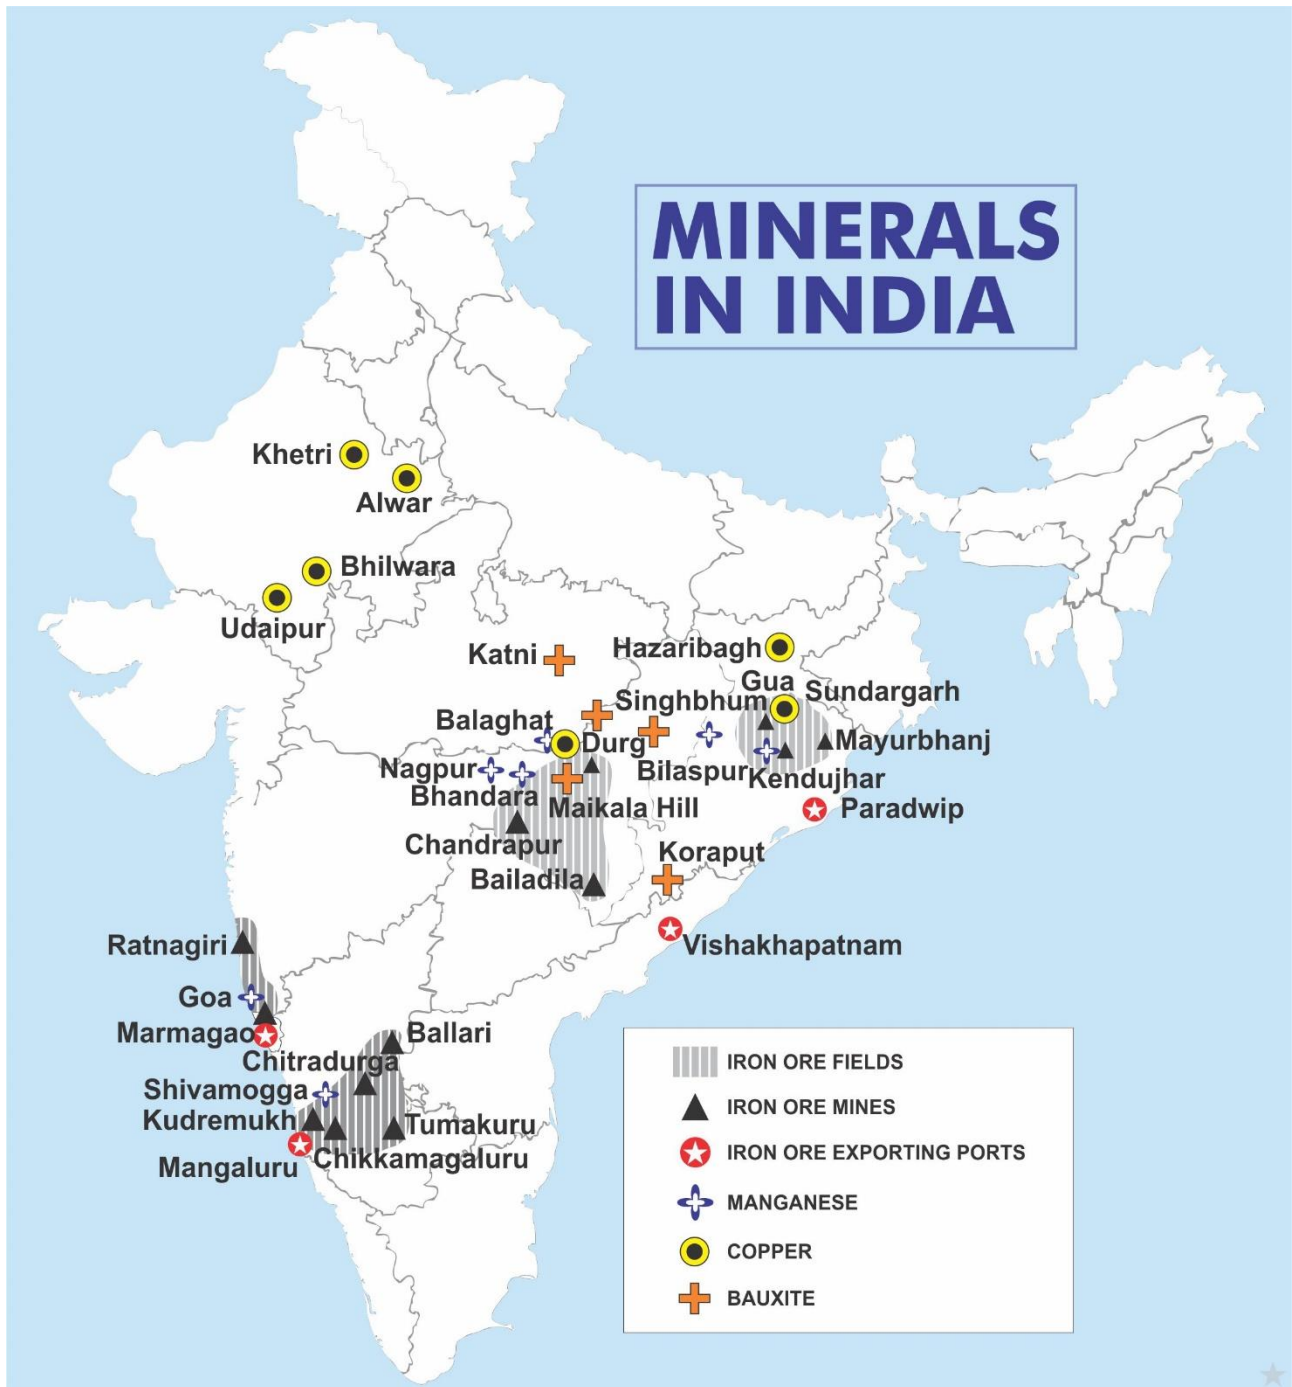 MINERALS
IN INDIA
Khetri
Alwar
Bhilwara
Udaipur
Katni
Hazaribagh
Gua
Singhbhum
Sundargarh
Balaghat
Durg
Mayurbhanj
Nagpur
Bilaspur
Kendujhar
Bhandara
Maikala Hill
Paradwip
Chandrapur
Koraput
Bailadila
Ratnagiri
Vishakhapatnam
Goa
Marmagao
Ballari
Chitradurga
Shivamogga
Kudremukh
Tumakuru
Mangaluru
Chikkamagaluru
IRON ORE FIELDS
IRON ORE MINES
IRON ORE EXPORTING PORTS
MANGANESE
COPPER
BAUXITE